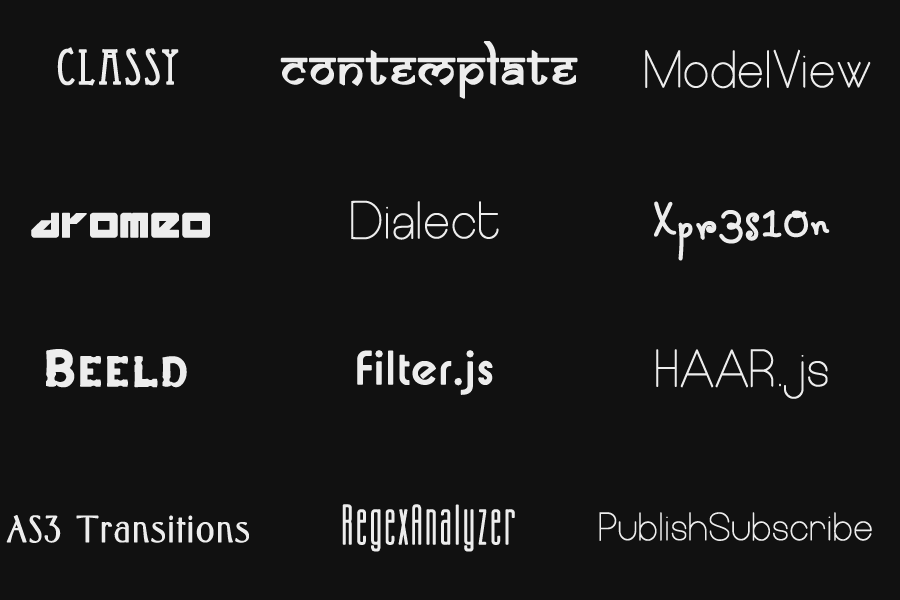 CLASSY contemplate ModelView
dromeo Dialect Xpr3s10n
BEELD Filter.js HAAR.js
AS3 Transitions RegexAnalyzer PublishSubscribe